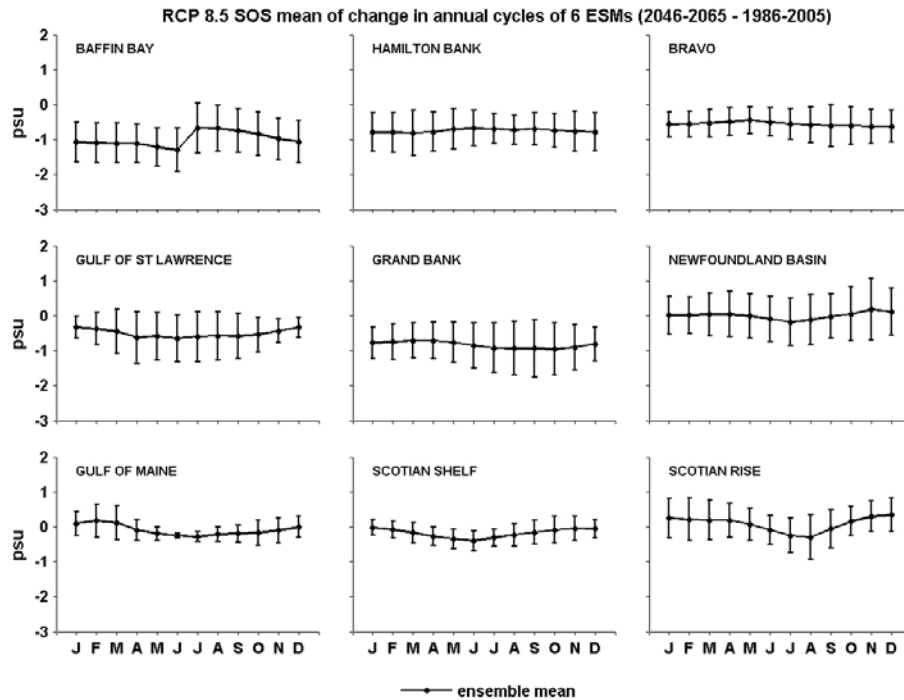 RCP 8.5 SOS mean of change in annual cycles of 6 ESMs (2046-2065 - 1986-2005)
BAFFIN BAY
HAMILTON BANK
BRAVO
2
1
0
-1
-2
-3
psu
GULF OF ST LAWRENCE
GRAND BANK
NEWFOUNDLAND BASIN
2
1
0
-1
-2
-3
psu
GULF OF MAINE
SCOTIAN SHELF
SCOTIAN RISE
2
1
0
-1
-2
-3
psu
J F M A M J J A S O N D
J F M A M J J A S O N D
J F M A M J J A S O N D
ensemble mean